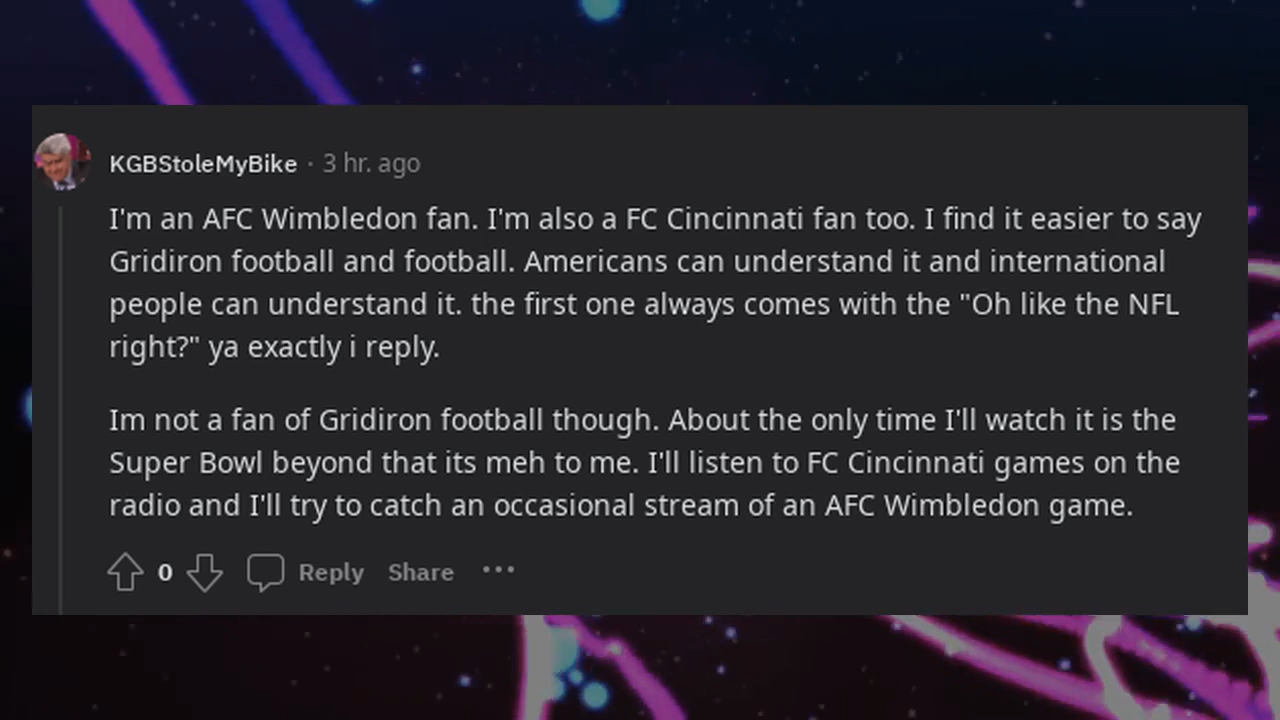 KGBStoleMyBike · 3 hr. ago
I'm an AFC Wimbledon fan. I'm also a FC Cincinnati fan too. I find it easier to say
Gridiron football and football. Americans can understand it and international
people can understand it. the first one always comes with the "Oh like the NFL
right?" ya exactly i reply.
Im not a fan of Gridiron football though. About the only time I'll watch it is the
Super Bowl beyond that its meh to me. I'll listen to FC Cincinnati games on the
radio and I'll try to catch an occasional stream of an AFC Wimbledon game.
0 Reply Share ···